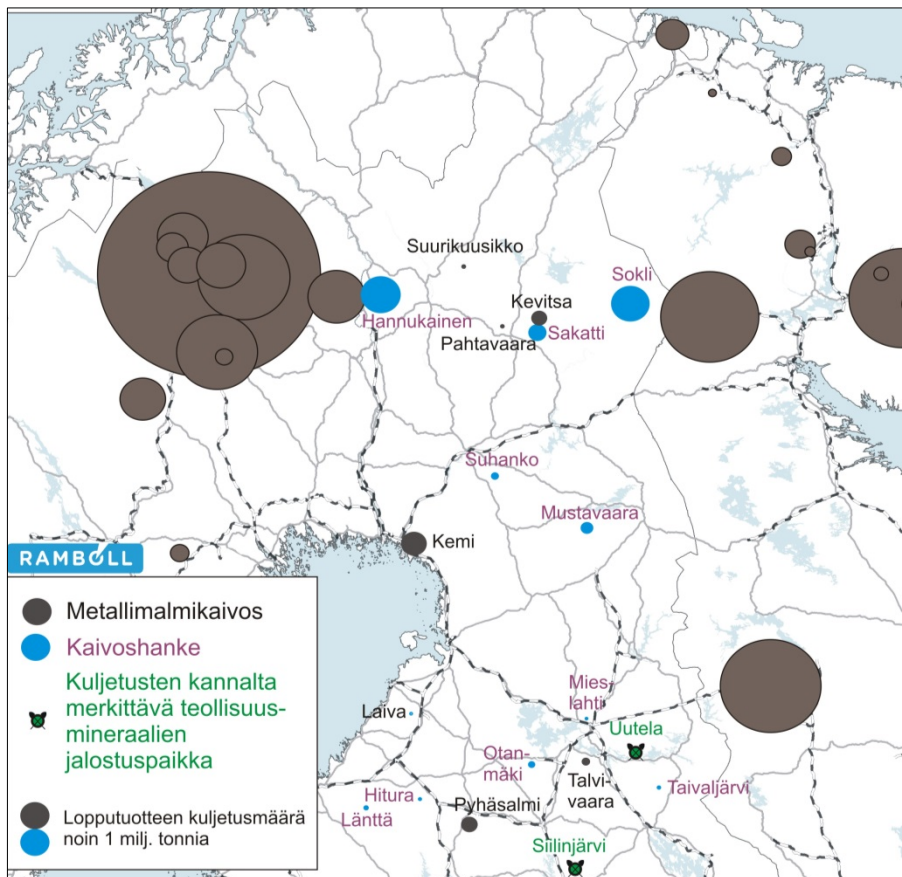 Suurikuusikko
Sokli
Kevitsa
Hannukainen
Pahtavaara
Sakatti
Suhanko
Mustavaara
Kemi
RAMBOLL
Metallimalmikaivos
Kaivoshanke
Kuljetusten kannalta
merkittävä teollisuus-
mineraalien
jalostuspaikka
Lopputuotteen kuljetusmäärä
noin 1 milj. tonnia
Mies-
lahti
Laiva
Uutela
Otan-
mäki
Talvi-
vaara
Taivaljärvi
Hitura
Länttä
Pyhäsalmi
Siilinjärvi